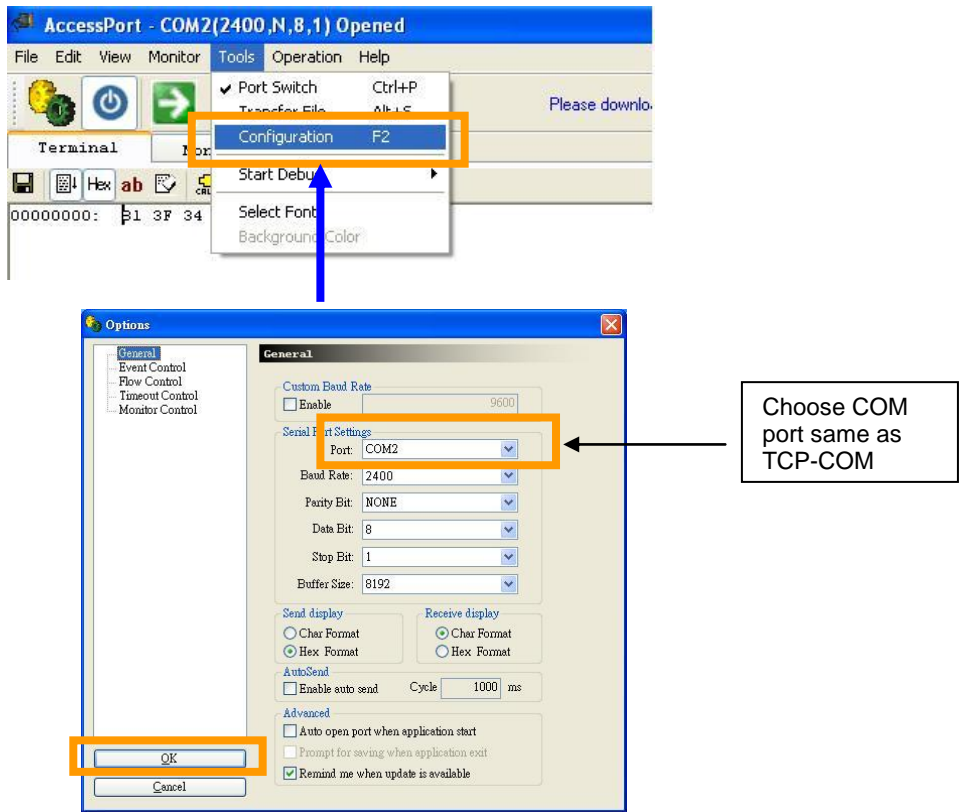 AccessPort - COM2(2400,N,8,1) Opened
File Edit View Monitor Tools Operation Help
Port Switch Ctrl+P
Transfer File Alt+S
Please downlo
Configuration F2
Terminal Mon
Hex ab
Start Debug
00000000: 31 3F 34
Select Font
Background Color
Options
General
Event Control
Flow Control
Timeout Control
Monitor Control
General
Custom Baud Rate
Enable 9600
Serial Port Settings
Port: COM2
Baud Rate: 2400
Parity Bit: NONE
Data Bit: 8
Stop Bit: 1
Buffer Size: 8192
Send display
Char Format
Hex Format
Receive display
Char Format
Hex Format
AutoSend
Enable auto send Cycle 1000 ms
Advanced
Auto open port when application start
Prompt for saving when application exit
Remind me when update is available
OK
Cancel
Choose COM
port same as
TCP-COM